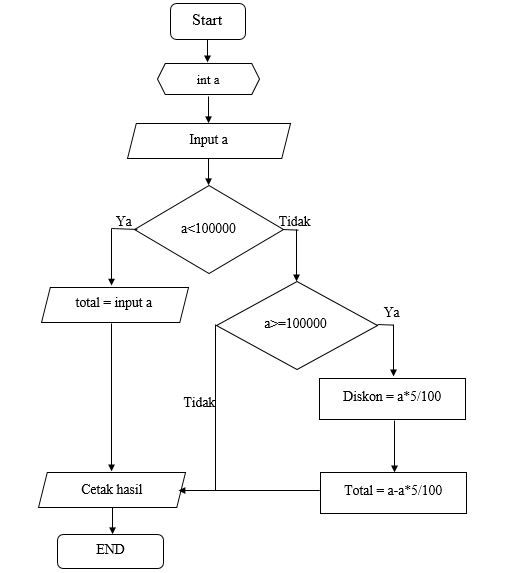 Start
int a
Input a
a<100000
Ya
Tidak
total = input a
a>=100000
Ya
Diskon = a*5/100
Tidak
Cetak hasil
Total = a-a*5/100
END